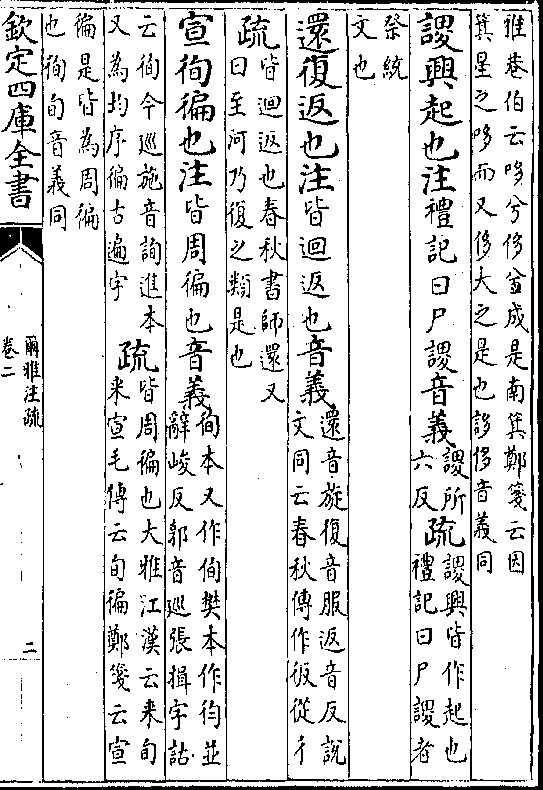 雅巷伯云哆兮侈兮成是南箕鄭箋云因
箕星之哆而又侈大之是也謻侈音義同
謖興起也注禮記曰尸謖音義謖所
六反疏謖興皆作起也
禮記曰尸謖者
祭統
文也
還復返也注皆迴返也音義還音旋復音服返音反說
文同云春秋傳作彶從彳
疏皆迴返也春秋書師還又
曰至河乃復之類是也
宣徇徧也注皆周徧也音義徇本又作侚樊本作徇並
辭峻反郭音巡張揖字詁
云徇今巡施音詢進本
又為均序徧古遍字
疏皆周徧也大雅江漢云来旬
来宣毛傳云旬徧鄭箋云宣
徧是皆為周徧
也徇旬音義同
欽定四庫全書
爾雅注疏
卷二
二